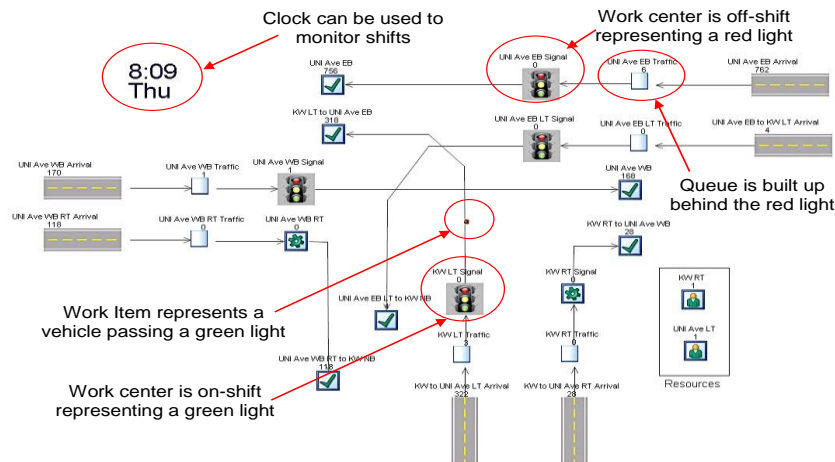 Clock can be used to
monitor shifts
Work center is off-shift
representing a red light
8:09
Thu
UNI Ave EB
756
UNI Ave EB Signal
0
UNI Ave EB Traffic
6
UNI Ave EB Arrival
762
KW LT to UNI Ave EB
318
UNI Ave EB LT Signal
0
UNI Ave EB LT Traffic
0
UNI Ave EB to KW LT Arrival
4
UNI Ave WB Arrival
170
UNI Ave WB Traffic
1
UNI Ave WB Signal
1
UNI Ave WB
168
Queue is built up
behind the red light
UNI Ave WB RT Arrival
118
UNI Ave WB RT Traffic
0
UNI Ave WB RT
0
KW RT to UNI Ave WB
28
Work Item represents a
vehicle passing a green light
UNI Ave EB LT to KW NB
KW LT Signal
0
KW RT Signal
0
KW RT
1
UNI Ave LT
1
Resources
KW LT Traffic
3
KW RT Traffic
0
UNI Ave WB RT to KW NB
118
Work center is on-shift
representing a green light
KW to UNI Ave LT Arrival
322
KW to UNI Ave RT Arrival
28